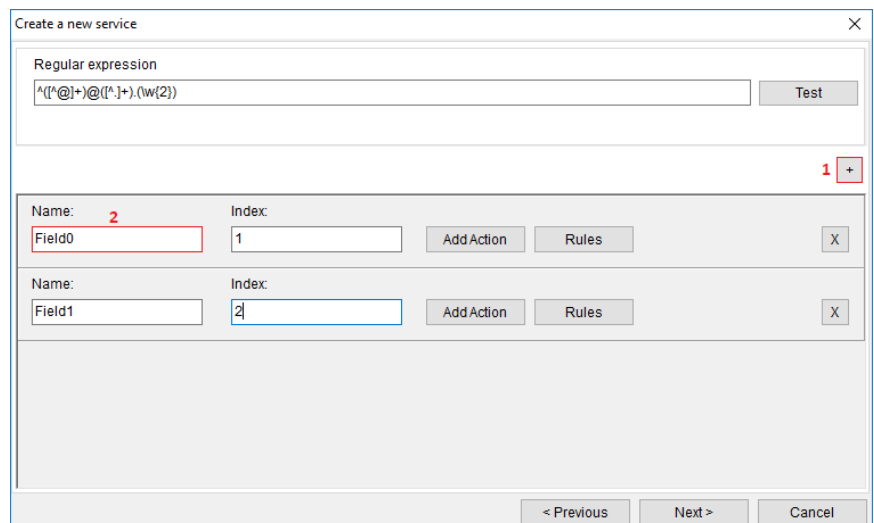 Create a new service
Regular expression
^([^@]+)@([^.]+).(\w{2})
Test
1 +
Name: 2 Index:
Field0 1 Add Action Rules X
Name: Index:
Field1 2 Add Action Rules X
< Previous Next > Cancel